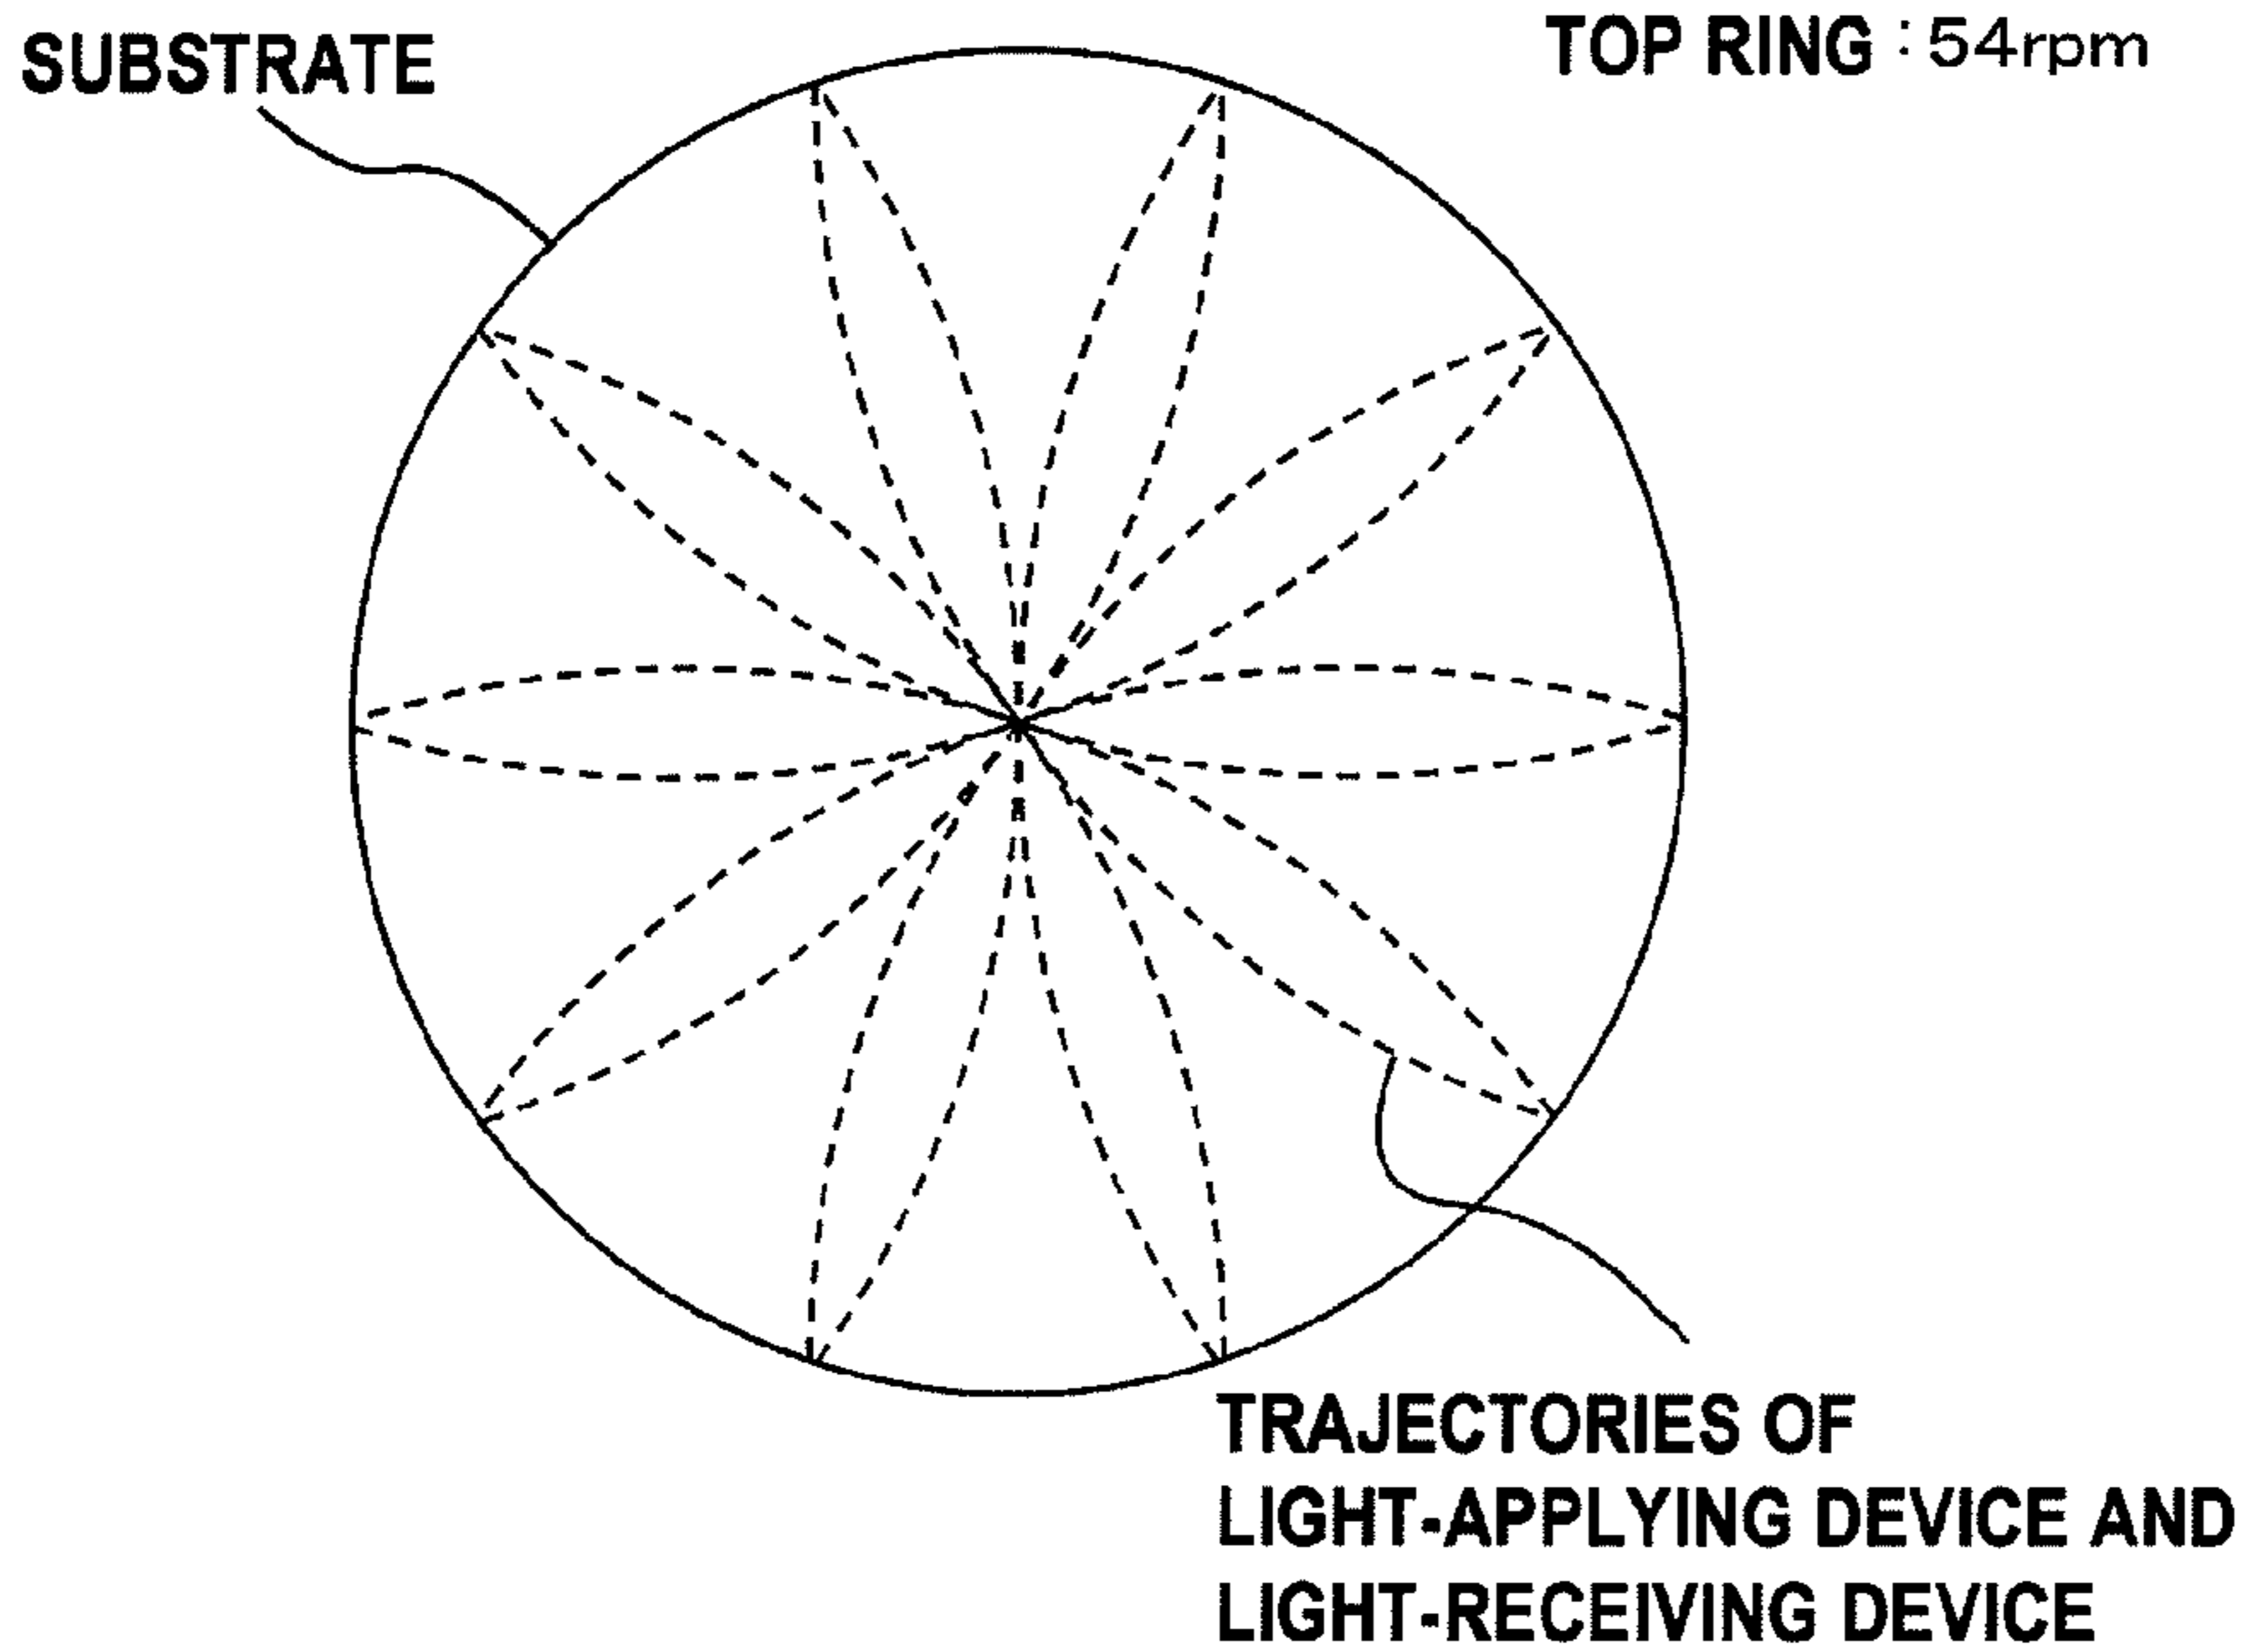 SUBSTRATE
TOP RING : 54rpm
TRAJECTORIES OF
LIGHT-APPLYING DEVICE AND
LIGHT-RECEIVING DEVICE